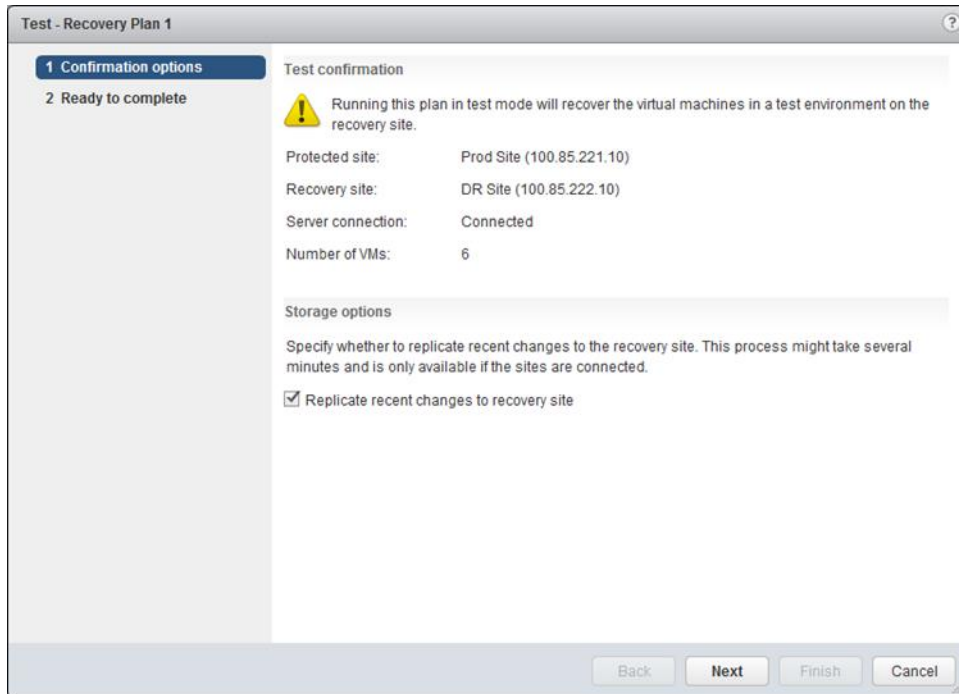 Test - Recovery Plan 1
?
1 Confirmation options
2 Ready to complete
Test confirmation
Running this plan in test mode will recover the virtual machines in a test environment on the
recovery site.
Protected site: Prod Site (100.85.221.10)
Recovery site: DR Site (100.85.222.10)
Server connection: Connected
Number of VMs: 6
Storage options
Specify whether to replicate recent changes to the recovery site. This process might take several
minutes and is only available if the sites are connected.
Replicate recent changes to recovery site
Back Next Finish Cancel